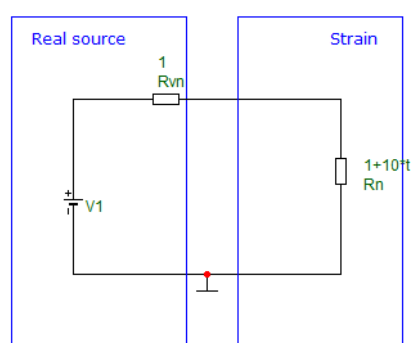 Real source
Strain
1
Rvn
1+10*t
Rn
+
-
V1